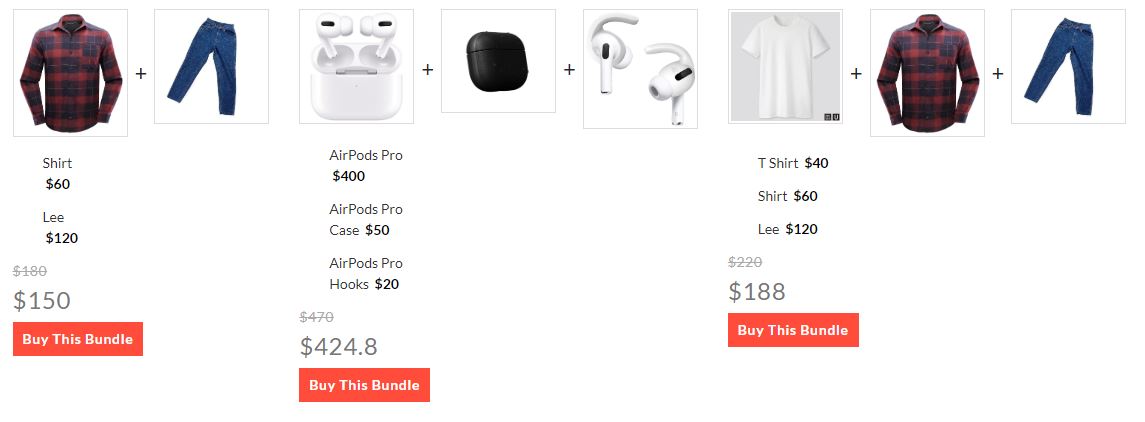 +
Shirt
$60
Lee
$120
$180
$150
Buy This Bundle
+ +
AirPods Pro
$400
AirPods Pro
Case $50
AirPods Pro
Hooks $20
$470
$424.8
Buy This Bundle
+ +
T Shirt $40
Shirt $60
Lee $120
$220
$188
Buy This Bundle